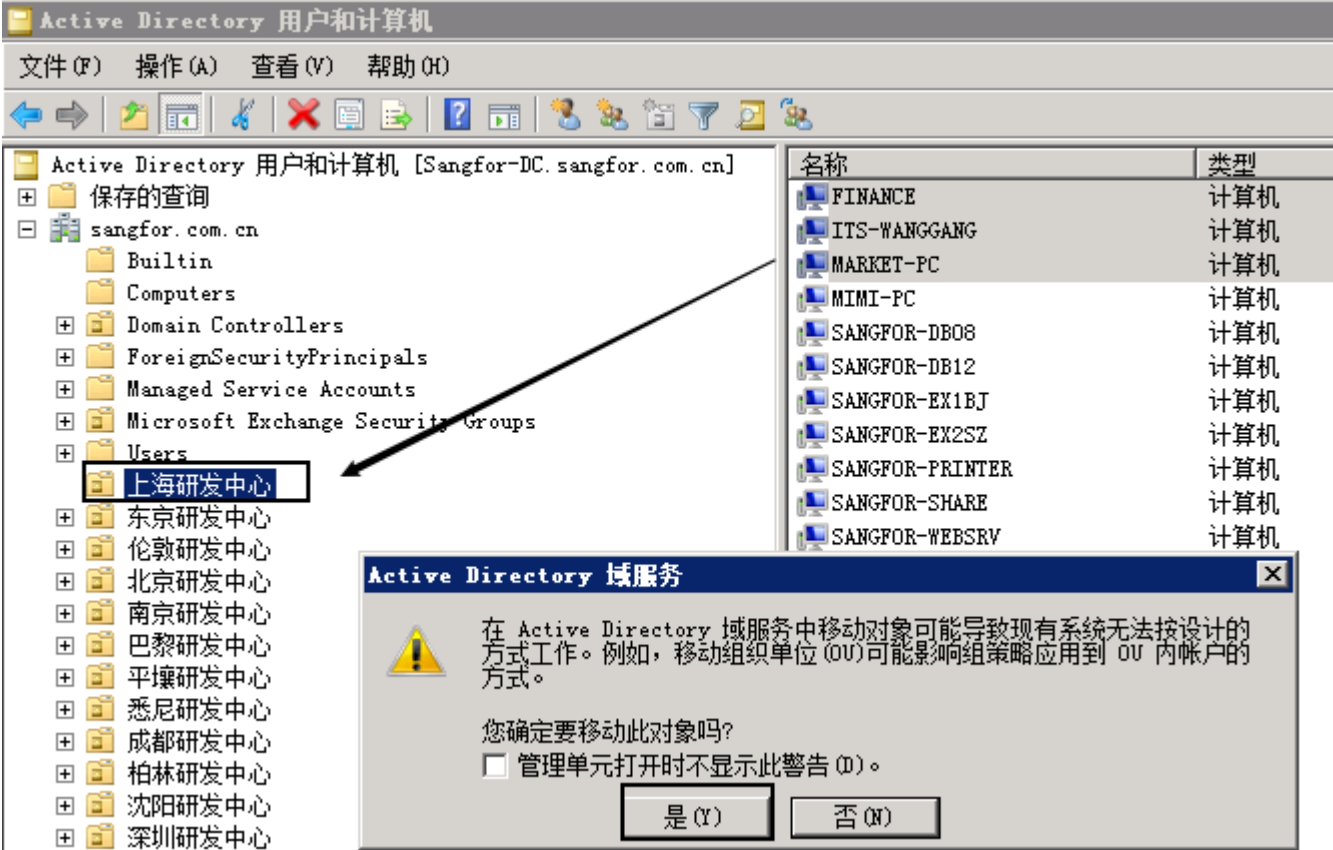 Active Directory 用户和计算机
文件(F) 操作(A) 查看(V) 帮助(H)
Active Directory 用户和计算机 [Sangfor-DC.sangfor.com.cn]
保存的查询
sangfor.com.cn
Builtin
Computers
Domain Controllers
ForeignSecurityPrincipals
Managed Service Accounts
Microsoft Exchange Security Groups
Users
上海研发中心
东京研发中心
伦敦研发中心
北京研发中心
南京研发中心
巴黎研发中心
平壤研发中心
悉尼研发中心
成都研发中心
柏林研发中心
沈阳研发中心
深圳研发中心
名称 类型
FINANCE 计算机
ITS-WANGGANG 计算机
MARKET-PC 计算机
MIMI-PC 计算机
SANGFOR-DB08 计算机
SANGFOR-DB12 计算机
SANGFOR-EX1BJ 计算机
SANGFOR-EX2SZ 计算机
SANGFOR-PRINTER 计算机
SANGFOR-SHARE 计算机
SANGFOR-WEBSRV 计算机
Active Directory 域服务
在 Active Directory 域服务中移动对象可能导致现有系统无法按设计的
方式工作。例如，移动组织单位(OU)可能影响组策略应用到 OU 内帐户的
方式。
您确定要移动此对象吗?
管理单元打开时不显示此警告(D)。
是(Y) 否(N)